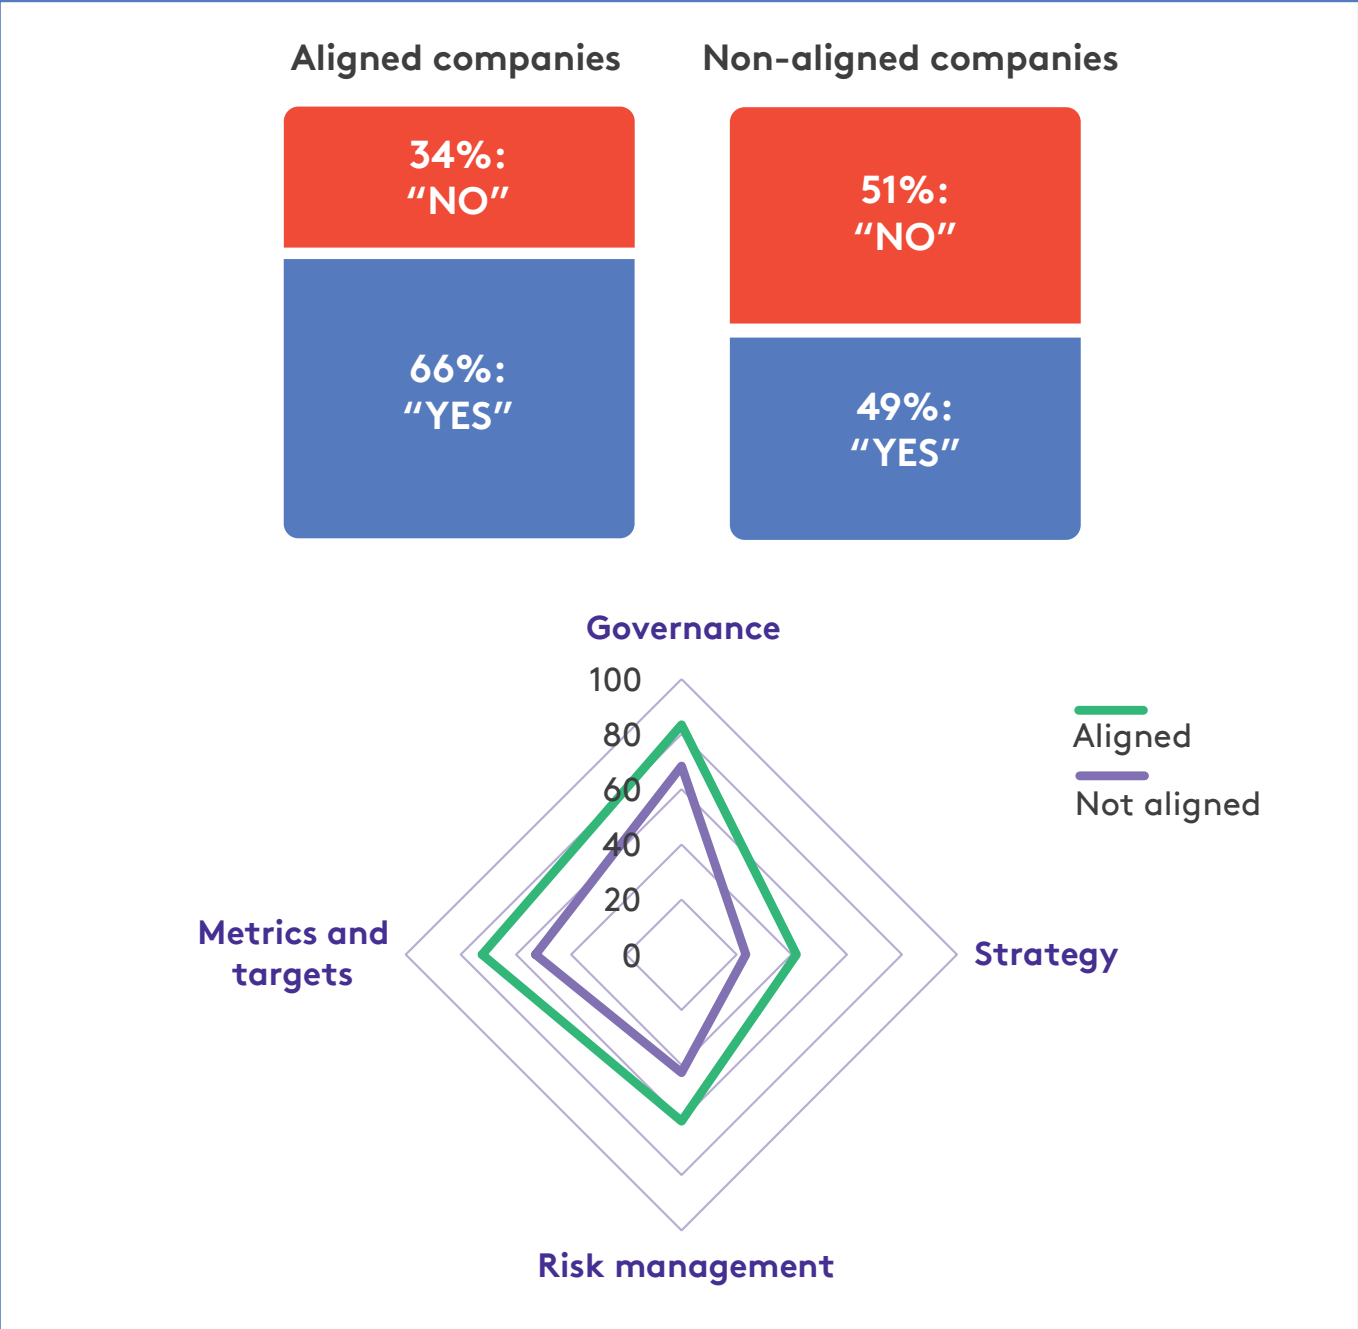 Aligned companies
Non-aligned companies
34%:
“NO”
51%:
“NO”
66%:
“YES”
49%:
“YES”
Governance
100
80
60
40
20
0
Aligned
Not aligned
Metrics and
targets
Strategy
Risk management